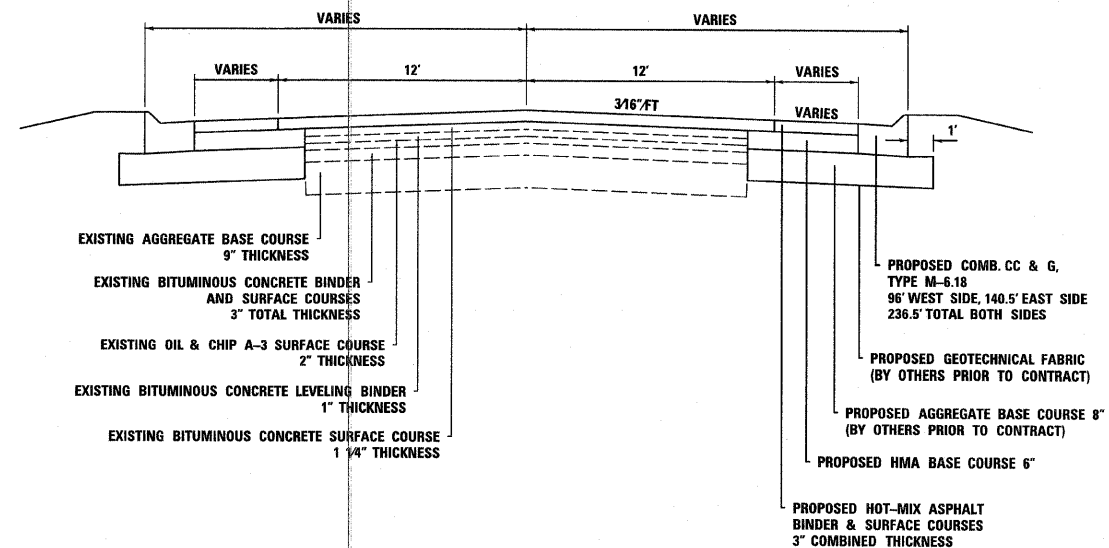 VARIES
VARIES
VARIES
12'
12'
VARIES
3/16"/FT
VARIES
1'
EXISTING AGGREGATE BASE COURSE
9" THICKNESS
EXISTING BITUMINOUS CONCRETE BINDER
AND SURFACE COURSES
3" TOTAL THICKNESS
EXISTING OIL & CHIP A-3 SURFACE COURSE
2" THICKNESS
EXISTING BITUMINOUS CONCRETE LEVELING BINDER
1" THICKNESS
EXISTING BITUMINOUS CONCRETE SURFACE COURSE
1 1/4" THICKNESS
PROPOSED COMB. CC & G,
TYPE M-6.18
96' WEST SIDE, 140.5' EAST SIDE
236.5' TOTAL BOTH SIDES
PROPOSED GEOTECHNICAL FABRIC
(BY OTHERS PRIOR TO CONTRACT)
PROPOSED AGGREGATE BASE COURSE 8"
(BY OTHERS PRIOR TO CONTRACT)
PROPOSED HMA BASE COURSE 6"
PROPOSED HOT-MIX ASPHALT
BINDER & SURFACE COURSES
3" COMBINED THICKNESS